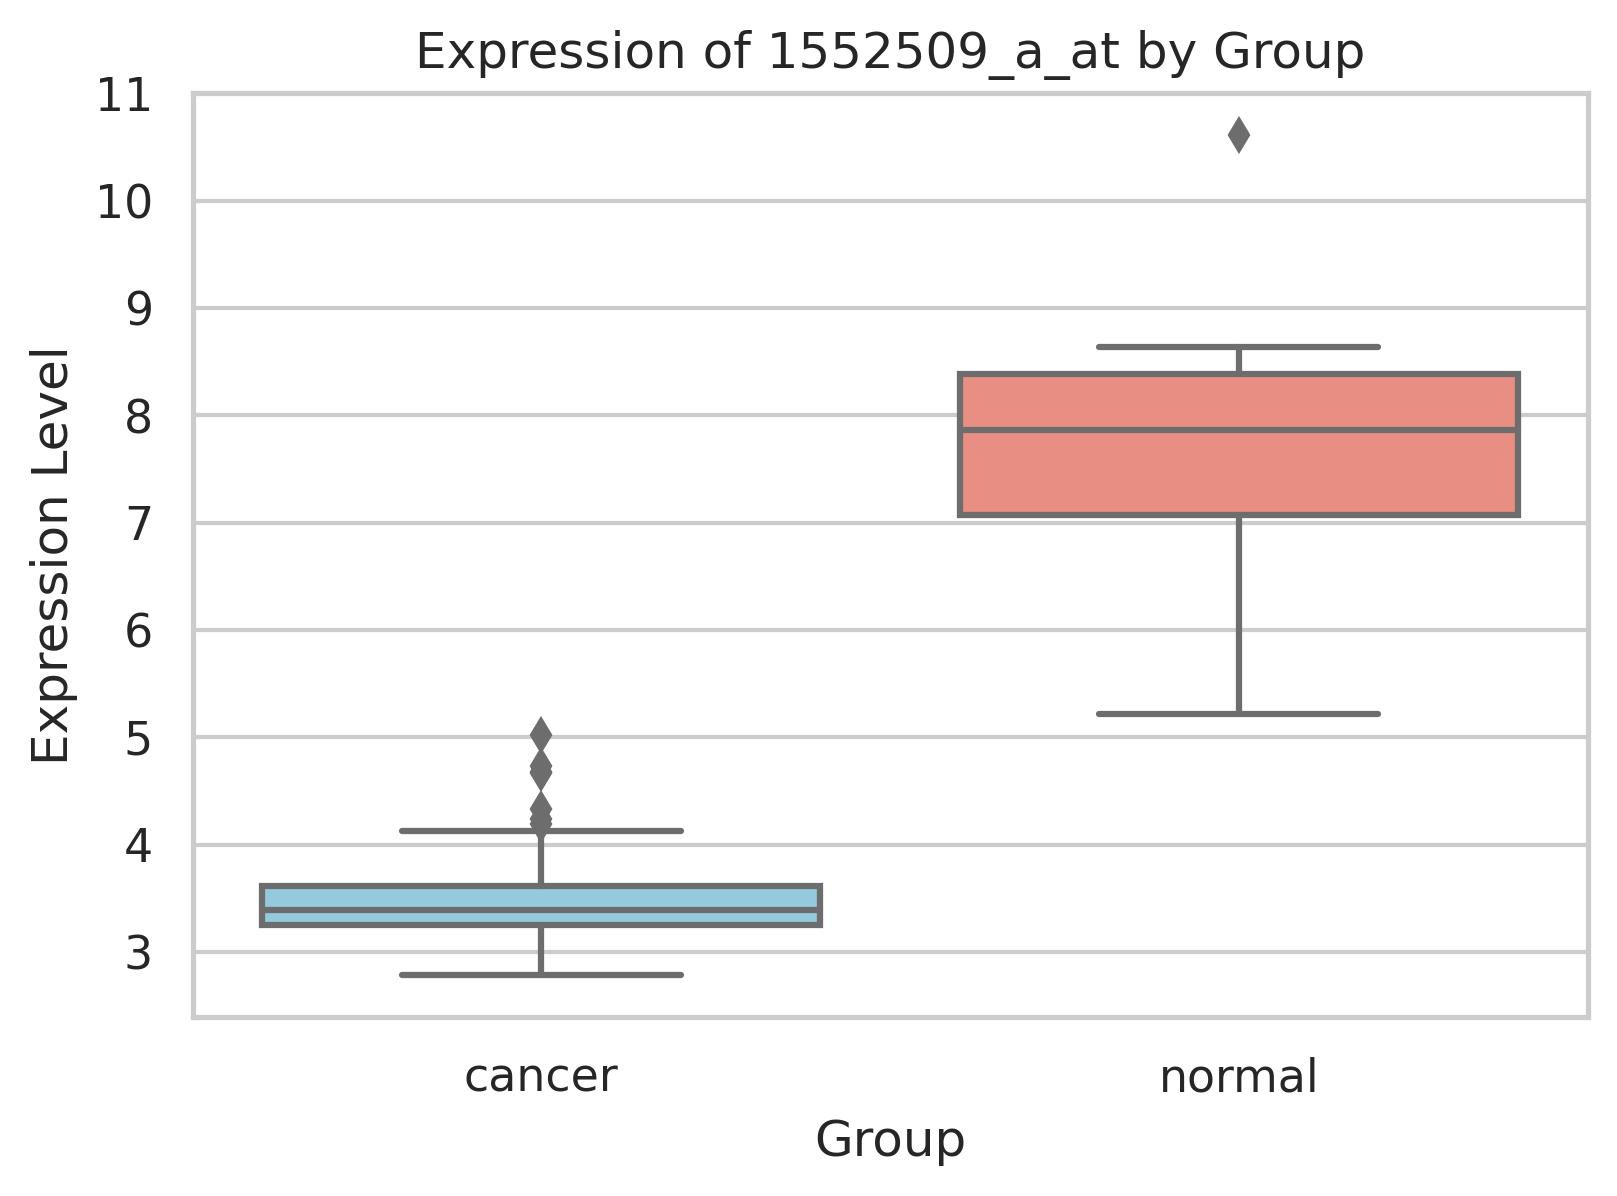 Expression of 1552509_a_at by Group
Expression Level
11
10
9
8
7
6
5
4
3
cancer normal
Group